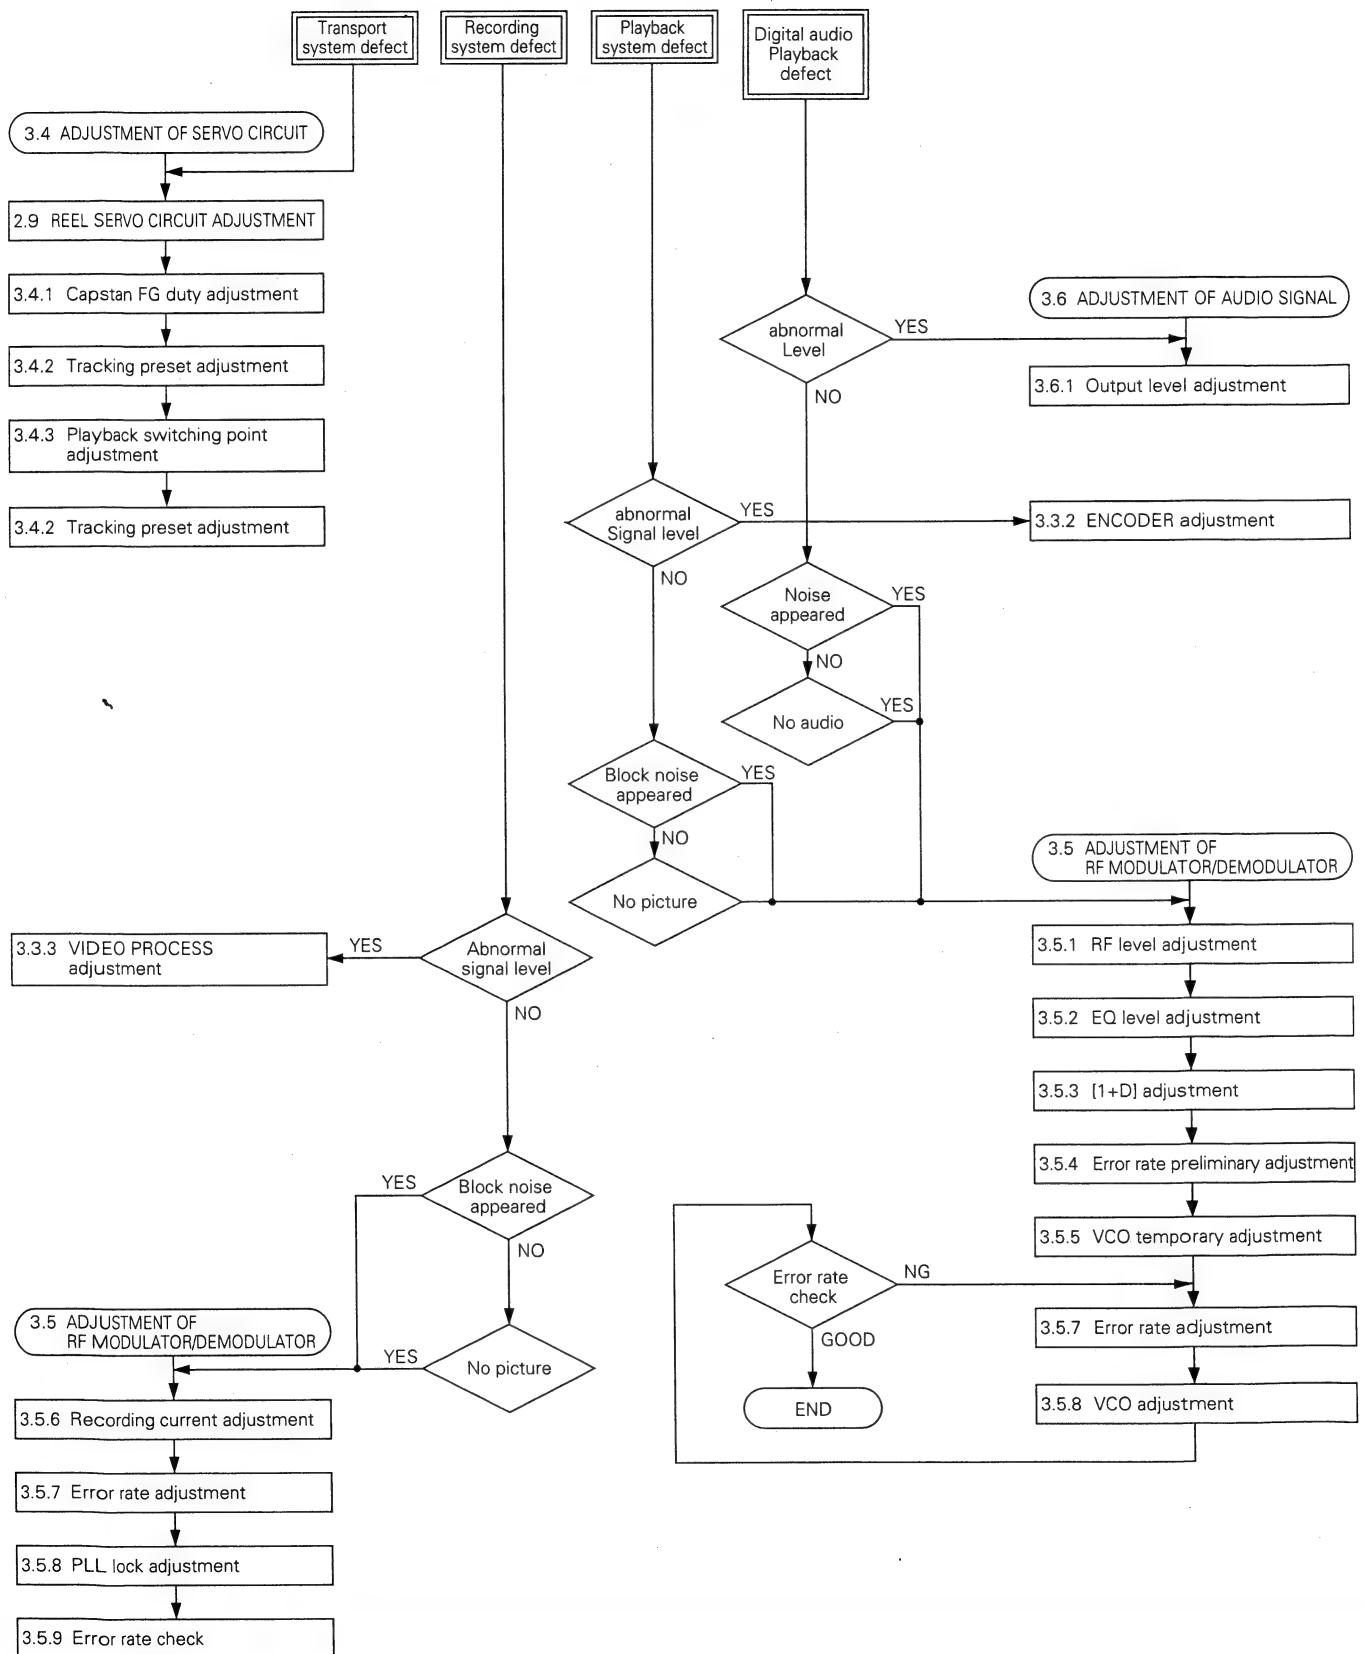 Transport
system defect
Recording
system defect
Playback
system defect
Digital audio
Playback
defect
3.4 ADJUSTMENT OF SERVO CIRCUIT
2.9 REEL SERVO CIRCUIT ADJUSTMENT
3.4.1 Capstan FG duty adjustment
3.4.2 Tracking preset adjustment
3.4.3 Playback switching point
adjustment
3.4.2 Tracking preset adjustment
abnormal
Level
YES
NO
3.6 ADJUSTMENT OF AUDIO SIGNAL
3.6.1 Output level adjustment
abnormal
Signal level
YES
NO
3.3.2 ENCODER adjustment
Noise
appeared
YES
NO
No audio
YES
Block noise
appeared
YES
NO
No picture
3.5 ADJUSTMENT OF
RF MODULATOR/DEMODULATOR
3.5.1 RF level adjustment
3.5.2 EQ level adjustment
3.5.3 [1+D] adjustment
3.5.4 Error rate preliminary adjustment
3.5.5 VCO temporary adjustment
3.5.7 Error rate adjustment
3.5.8 VCO adjustment
Error rate
check
NG
GOOD
END
Abnormal
signal level
YES
NO
3.3.3 VIDEO PROCESS
adjustment
Block noise
appeared
YES
NO
No picture
YES
3.5 ADJUSTMENT OF
RF MODULATOR/DEMODULATOR
3.5.6 Recording current adjustment
3.5.7 Error rate adjustment
3.5.8 PLL lock adjustment
3.5.9 Error rate check